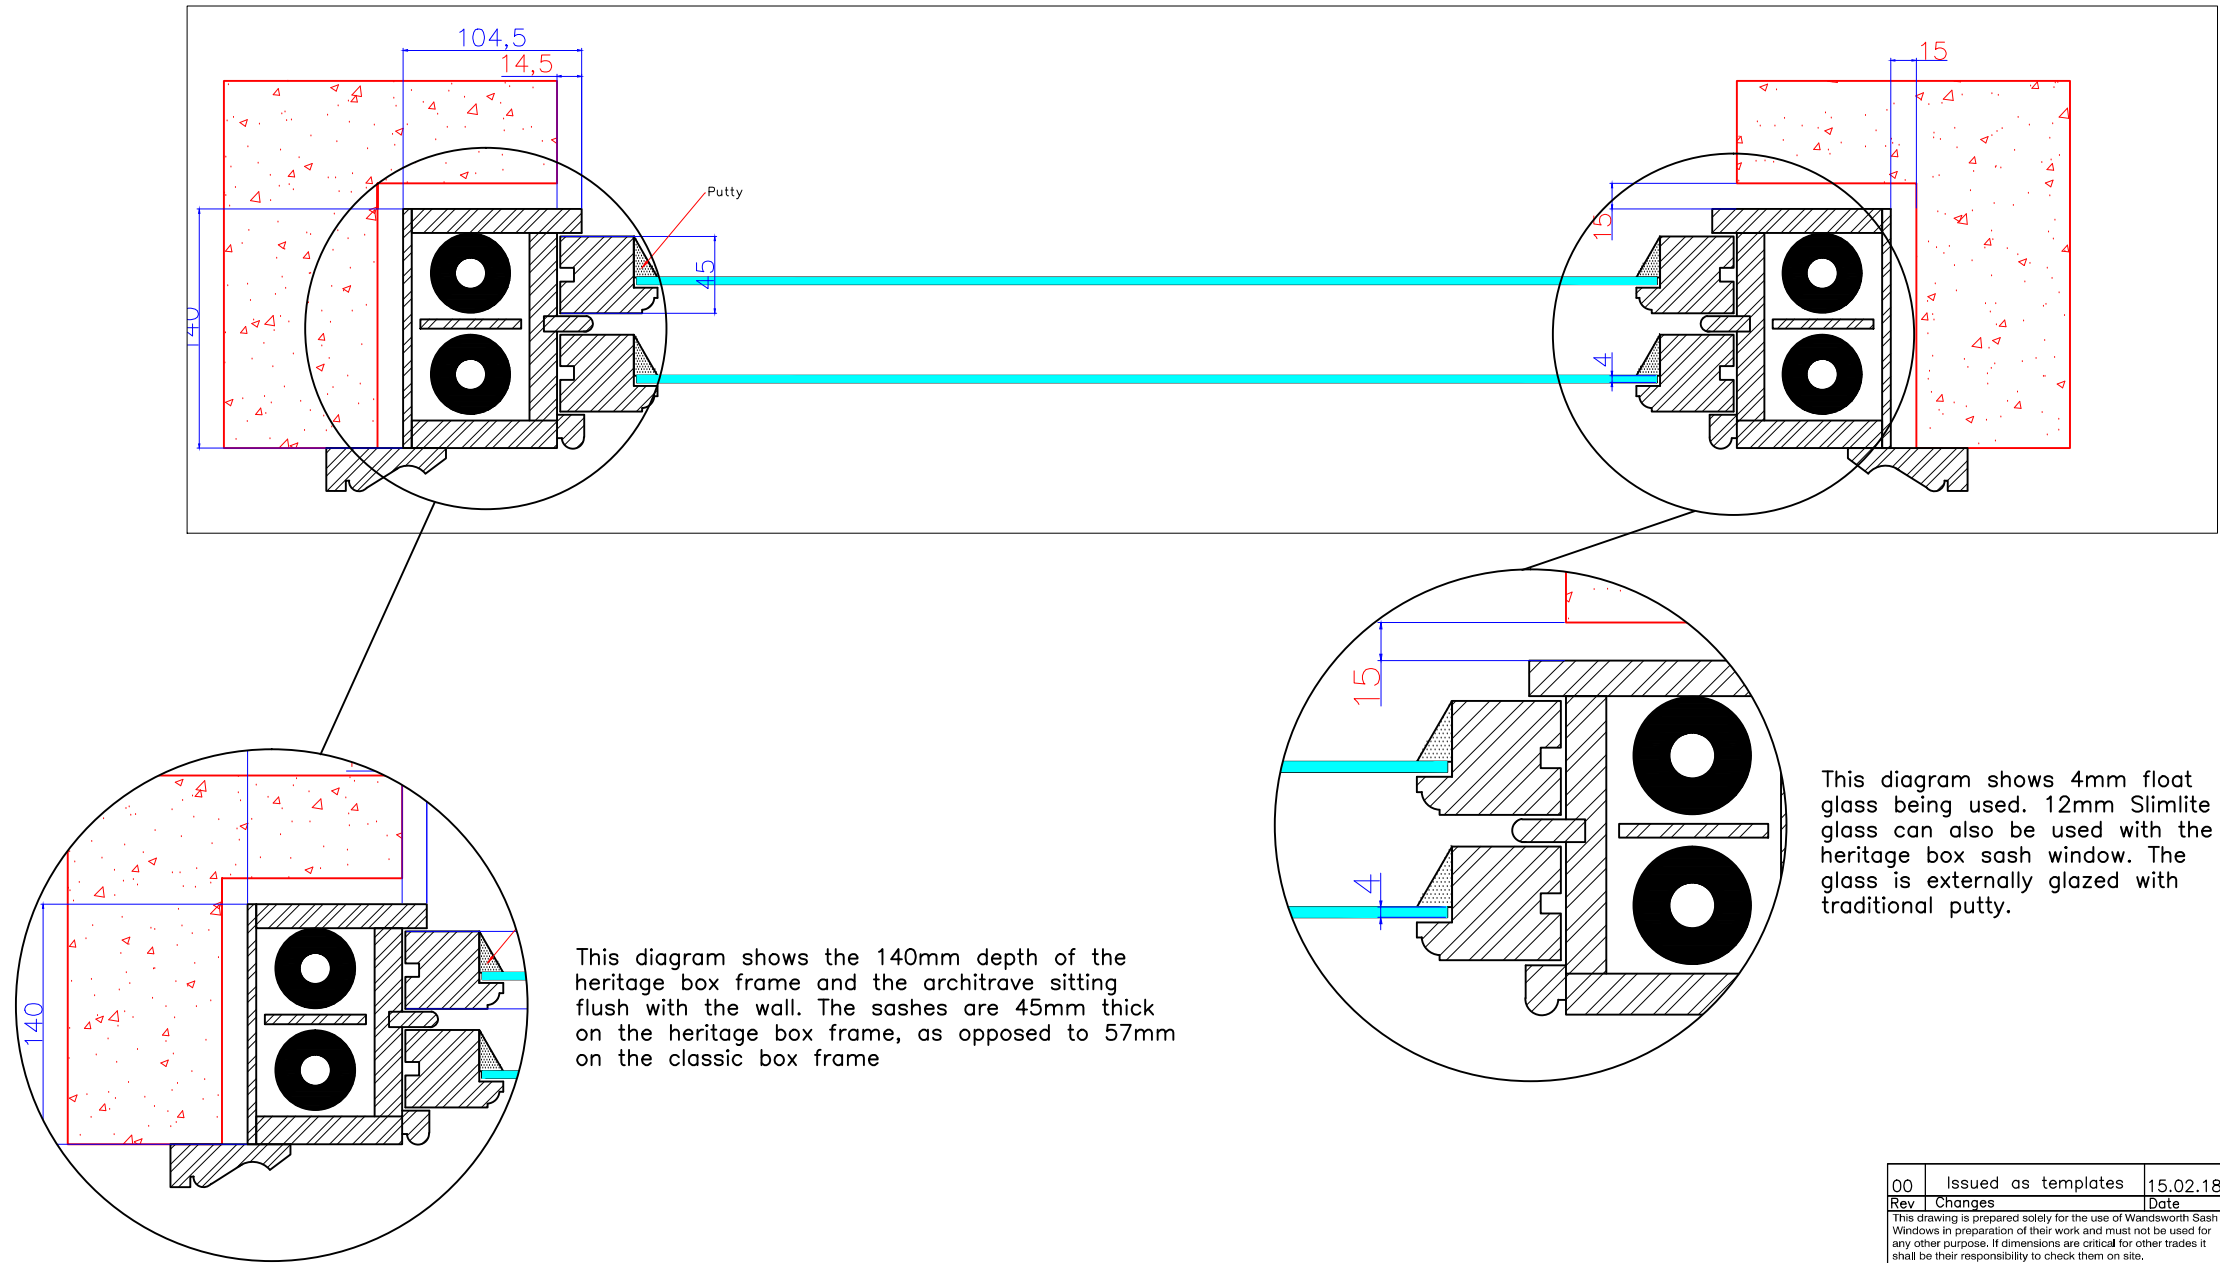 104,5
14,5
15
Putty
15
45
140
4
15
4
This diagram shows 4mm float
glass being used. 12mm Slimlite
glass can also be used with the
heritage box sash window. The
glass is externally glazed with
traditional putty.
This diagram shows the 140mm depth of the
heritage box frame and the architrave sitting
flush with the wall. The sashes are 45mm thick
on the heritage box frame, as opposed to 57mm
on the classic box frame
140
00 Issued as templates 15.02.18
Rev Changes Date
This drawing is prepared solely for the use of Wandsworth Sash
Windows in preparation of their work and must not be used for
any other purpose. If dimensions are critical for other trades it
shall be their responsibility to check them on site.